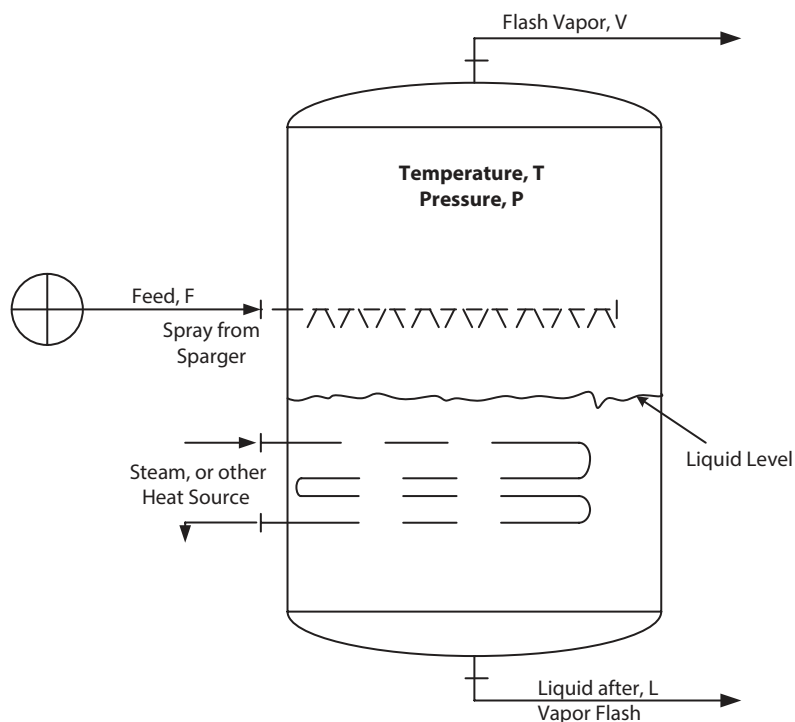 Flash Vapor, V
Temperature, T
Pressure, P
Feed, F
Spray from
Sparger
Liquid Level
Steam, or other
Heat Source
Liquid after, L
Vapor Flash